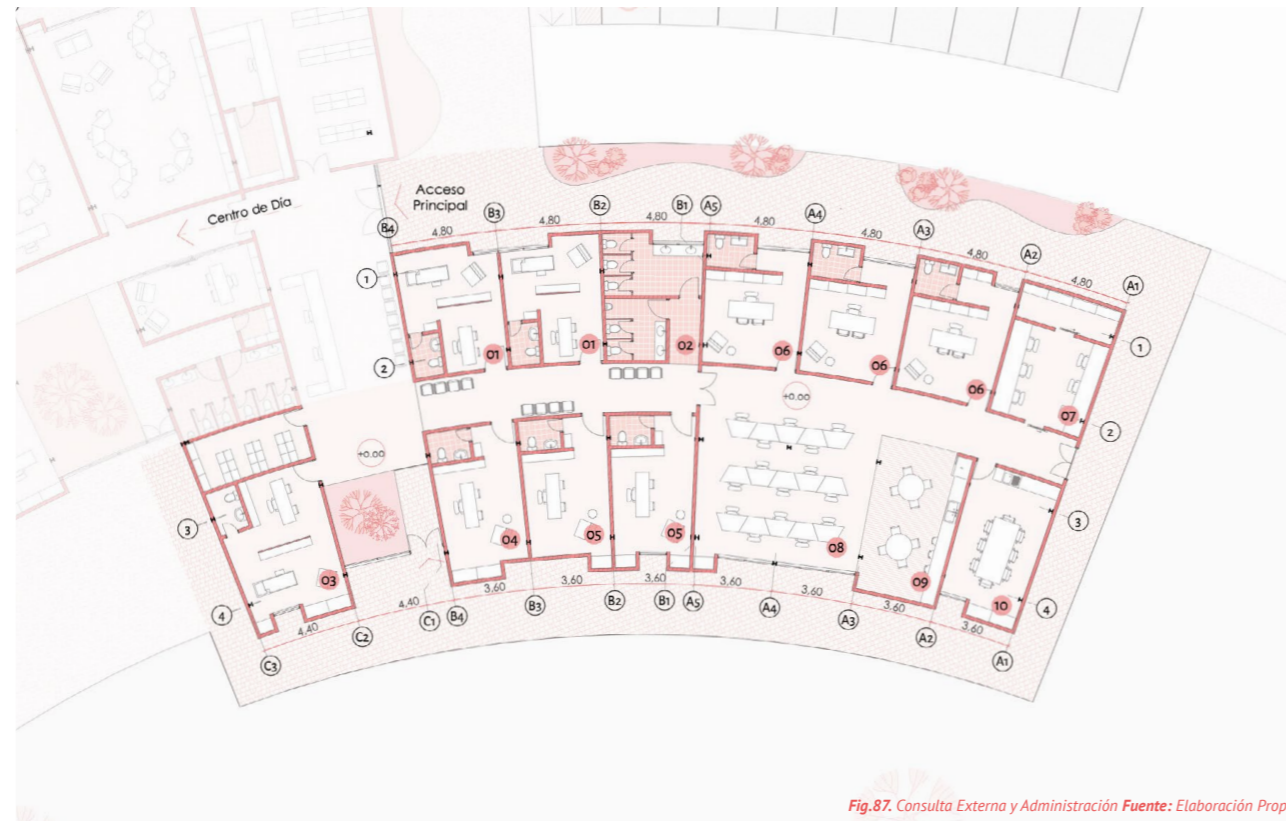 Acceso
Principal
Centro de Día
B4
4,80
B3
4,80
B2
4,80
B1
A5
4,80
A4
4,80
A3
4,80
A2
4,80
A1
1
1
2
2
01
01
02
06
06
06
07
+0.00
+0.00
3
3
4
4
03
04
05
05
08
09
10
C3
4,40
C2
4,40
C1
B4
3,60
B3
3,60
B2
3,60
B1
A5
3,60
A4
3,60
A3
3,60
A2
3,60
A1
Fig.87. Consulta Externa y Administración Fuente: Elaboración Prop